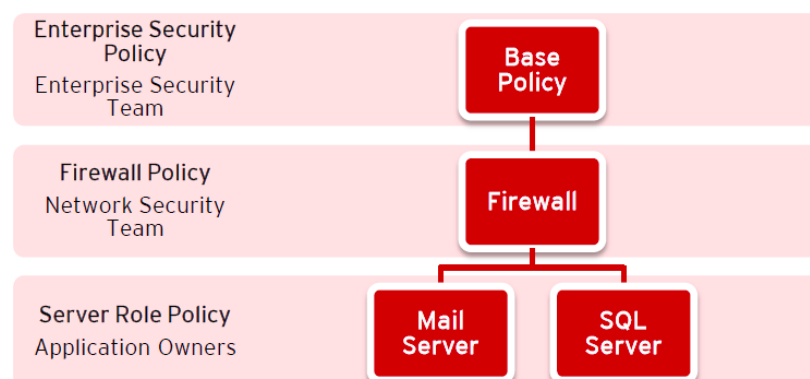 Enterprise Security
Policy
Enterprise Security
Team
Base
Policy
Firewall Policy
Network Security
Team
Firewall
Server Role Policy
Application Owners
Mail
Server
SQL
Server